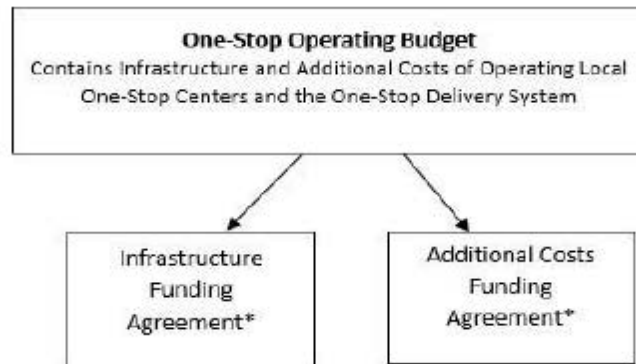 One-Stop Operating Budget
Contains Infrastructure and Additional Costs of Operating Local
One-Stop Centers and the One-Stop Delivery System
Infrastructure
Funding
Agreement*
Additional Costs
Funding
Agreement*